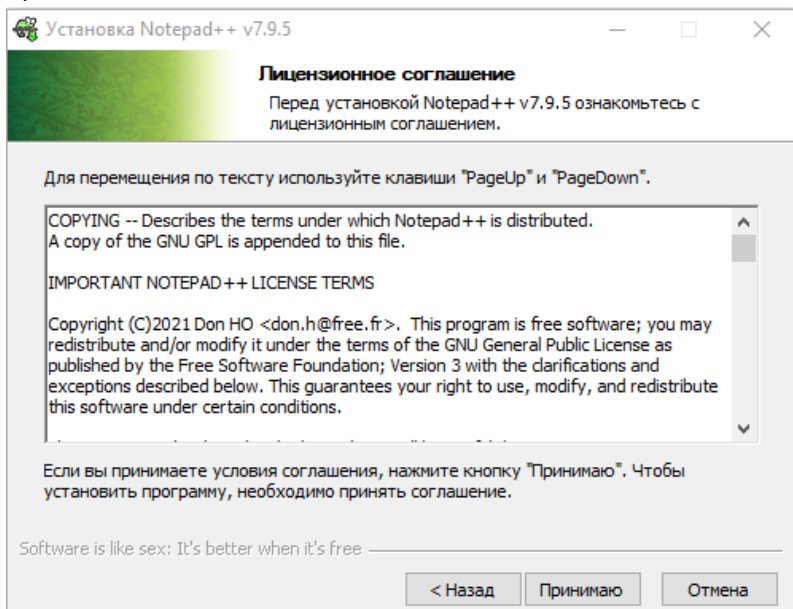 Установка Notepad++ v7.9.5
Лицензионное соглашение
Перед установкой Notepad++ v7.9.5 ознакомьтесь с
лицензионным соглашением.
Для перемещения по тексту используйте клавиши "PageUp" и "PageDown".
COPYING -- Describes the terms under which Notepad++ is distributed.
A copy of the GNU GPL is appended to this file.
IMPORTANT NOTEPAD++ LICENSE TERMS
Copyright (C)2021 Don HO <don.h@free.fr>. This program is free software; you may
redistribute and/or modify it under the terms of the GNU General Public License as
published by the Free Software Foundation; Version 3 with the clarifications and
exceptions described below. This guarantees your right to use, modify, and redistribute
this software under certain conditions.
Если вы принимаете условия соглашения, нажмите кнопку "Принимаю". Чтобы
установить программу, необходимо принять соглашение.
Software is like sex: It's better when it's free
< Назад Принимаю Отмена